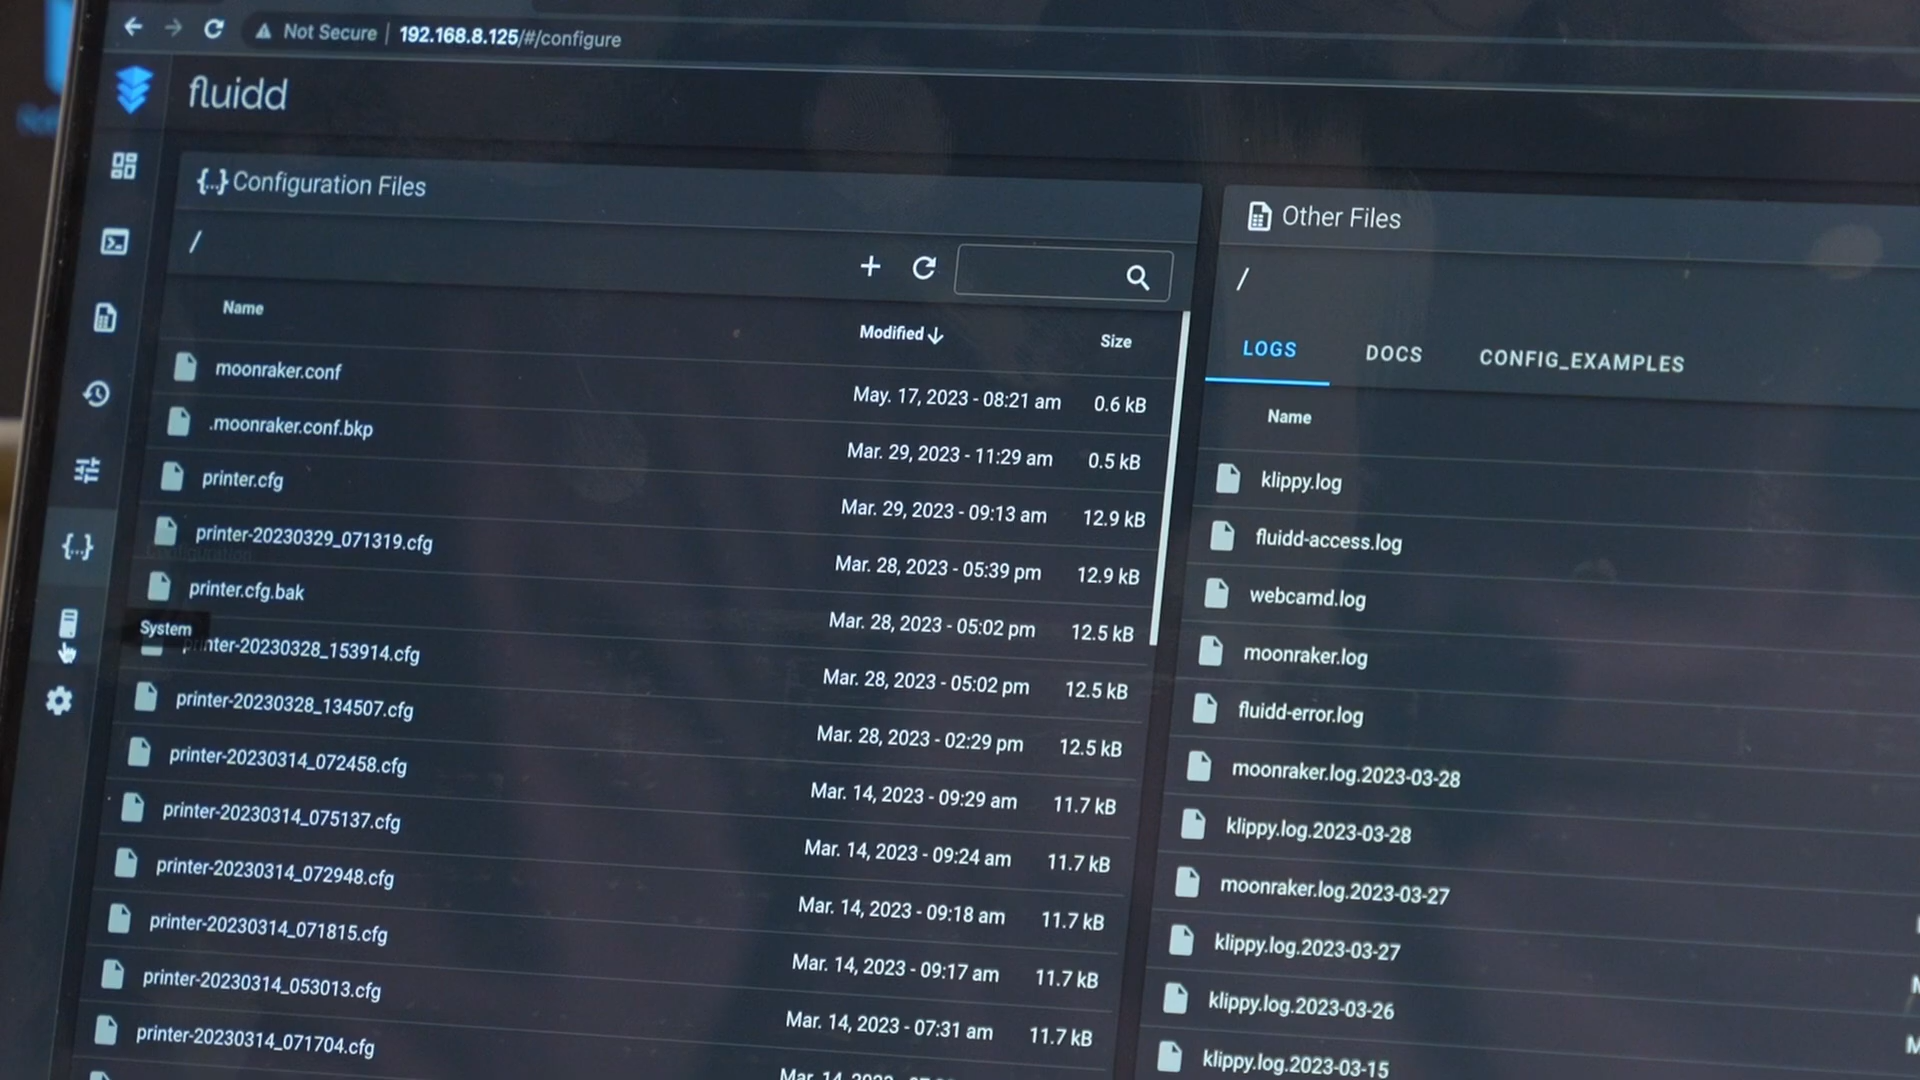 Not Secure | 192.168.8.125/#/configure
fluidd
{...} Configuration Files
/
Name Modified Size
moonraker.conf May. 17, 2023 - 08:21 am 0.6 kB
.moonraker.conf.bkp Mar. 29, 2023 - 11:29 am 0.5 kB
printer.cfg Mar. 29, 2023 - 09:13 am 12.9 kB
printer-20230329_071319.cfg Mar. 28, 2023 - 05:39 pm 12.9 kB
Configuration
printer.cfg.bak Mar. 28, 2023 - 05:02 pm 12.5 kB
System
printer-20230328_153914.cfg Mar. 28, 2023 - 05:02 pm 12.5 kB
printer-20230328_134507.cfg Mar. 28, 2023 - 02:29 pm 12.5 kB
printer-20230314_072458.cfg Mar. 14, 2023 - 09:29 am 11.7 kB
printer-20230314_075137.cfg Mar. 14, 2023 - 09:24 am 11.7 kB
printer-20230314_072948.cfg Mar. 14, 2023 - 09:18 am 11.7 kB
printer-20230314_071815.cfg Mar. 14, 2023 - 09:17 am 11.7 kB
printer-20230314_053013.cfg Mar. 14, 2023 - 07:31 am 11.7 kB
printer-20230314_071704.cfg
Other Files
/
LOGS DOCS CONFIG_EXAMPLES
Name
klippy.log
fluidd-access.log
webcamd.log
moonraker.log
fluidd-error.log
moonraker.log.2023-03-28
klippy.log.2023-03-28
moonraker.log.2023-03-27
klippy.log.2023-03-27
klippy.log.2023-03-26
klippy.log.2023-03-15